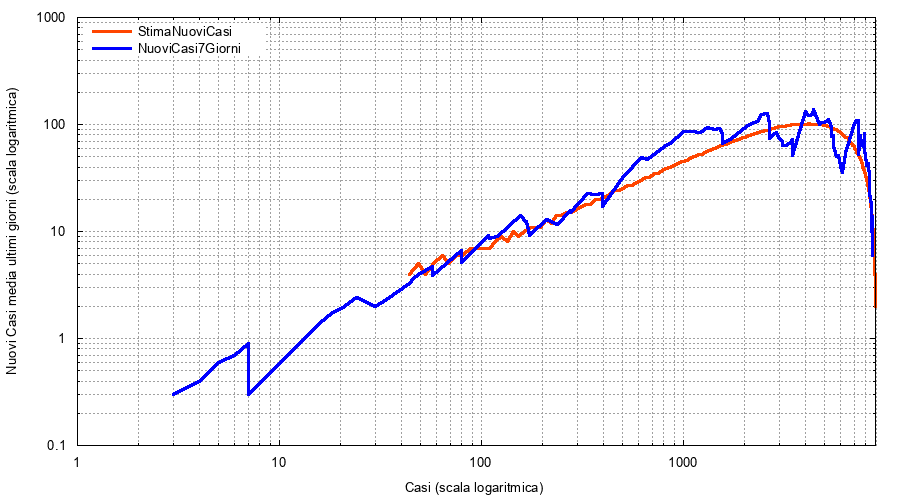 StimaNuoviCasi
NuoviCasi7Giorni
1000
100
10
1
0.1
1
10
100
1000
Nuovi Casi media ultimi giorni (scala logaritmica)
Casi (scala logaritmica)